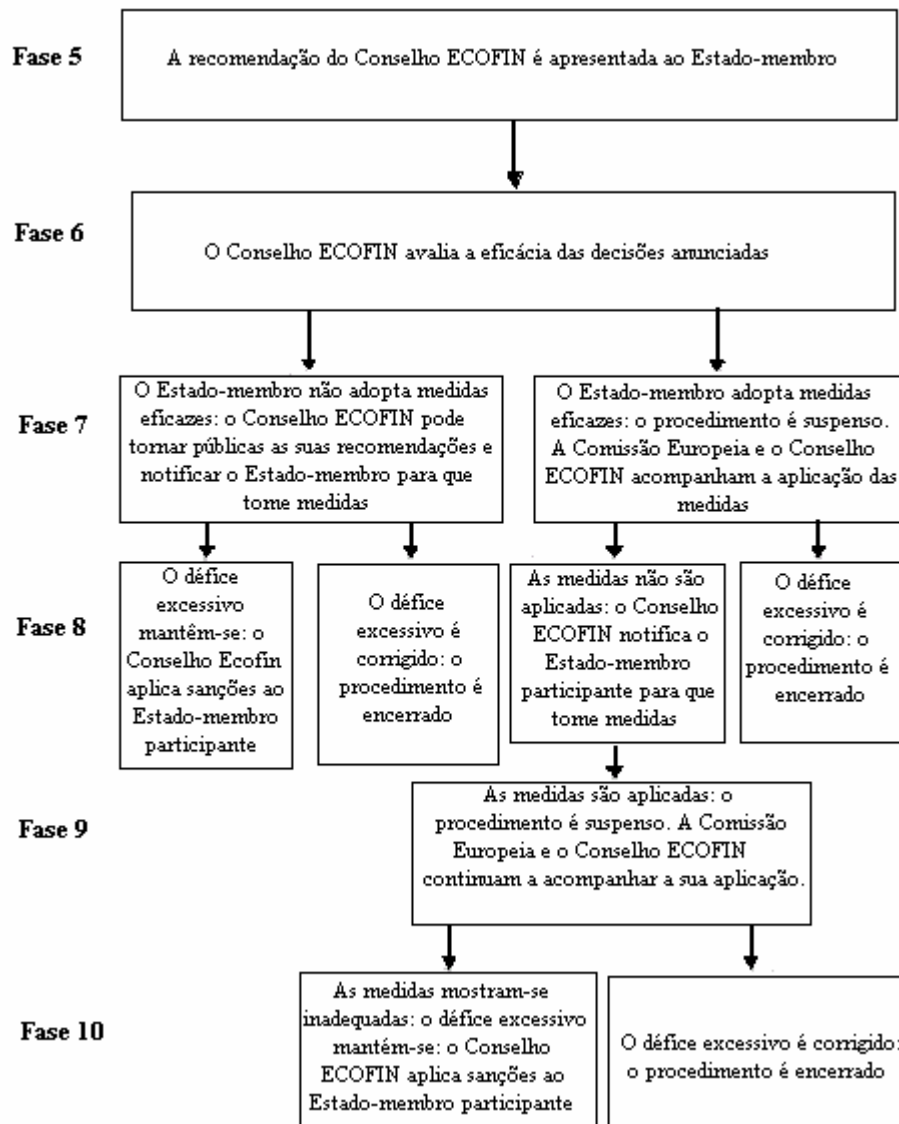 Fase 5
A recomendação do Conselho ECOFIN é apresentada ao Estado-membro
Fase 6
O Conselho ECOFIN avalia a eficácia das decisões anunciadas
Fase 7
O Estado-membro não adopta medidas
eficazes: o Conselho ECOFIN pode
tornar públicas as suas recomendações e
notificar o Estado-membro para que
tome medidas
O Estado-membro adopta medidas
eficazes: o procedimento é suspenso.
A Comissão Europeia e o Conselho
ECOFIN acompanham a aplicação das
medidas
Fase 8
O défice
excessivo
mantêm-se: o
Conselho Ecofin
aplica sanções ao
Estado-membro
participante
O défice
excessivo é
corrigido: o
procedimento é
encerrado
As medidas não são
aplicadas: o Conselho
ECOFIN notifica o
Estado-membro
participante para que
tome medidas
O défice
excessivo é
corrigido: o
procedimento é
encerrado
Fase 9
As medidas são aplicadas: o
procedimento é suspenso. A Comissão
Europeia e o Conselho ECOFIN
continuam a acompanhar a sua aplicação.
Fase 10
As medidas mostram-se
inadequadas: o défice excessivo
mantém-se: o Conselho
ECOFIN aplica sanções ao
Estado-membro participante
O défice excessivo é corrigido:
o procedimento é encerrado